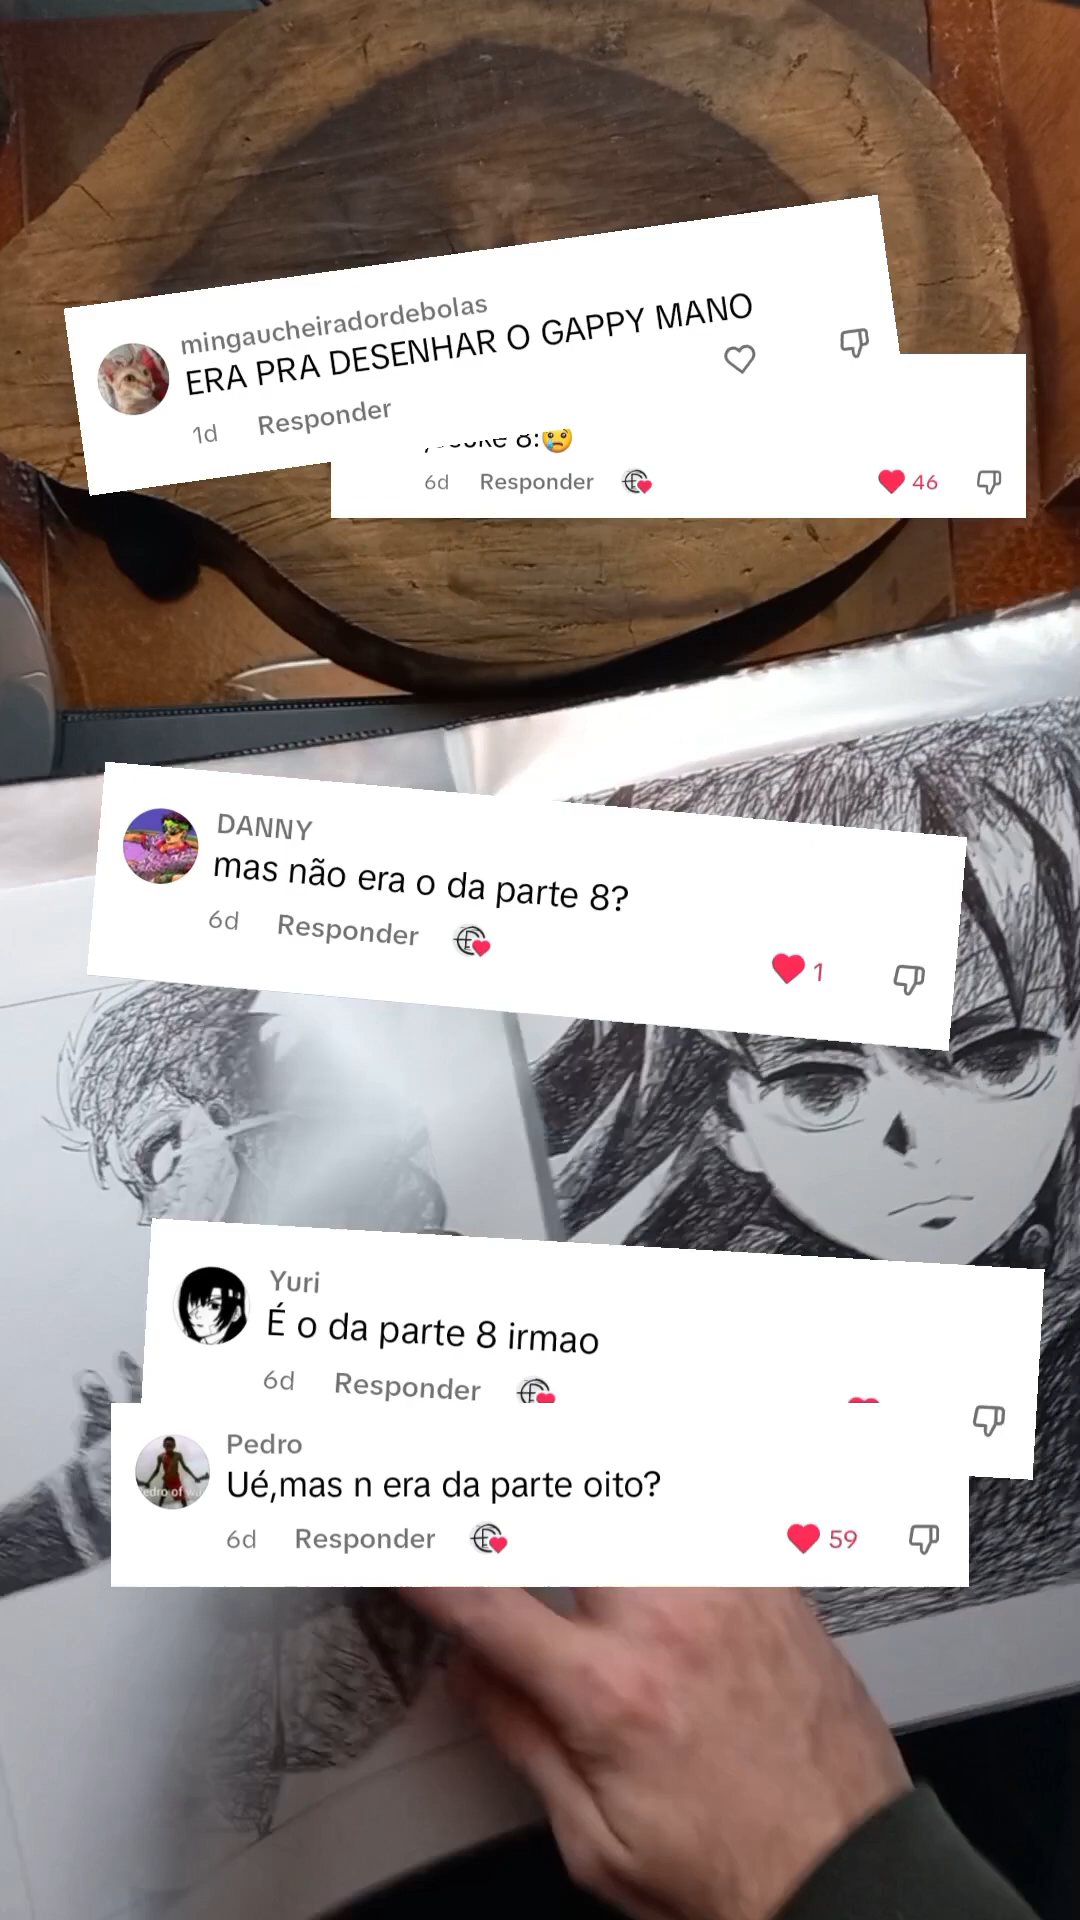 mingaucheiradordebolas
ERA PRA DESENHAR O GAPPY MANO
1d Responder
8:😢
6d Responder 46
DANNY
mas não era o da parte 8?
6d Responder
1
Yuri
É o da parte 8 irmao
6d Responder
Pedro
Ué,mas n era da parte oito?
6d Responder 59